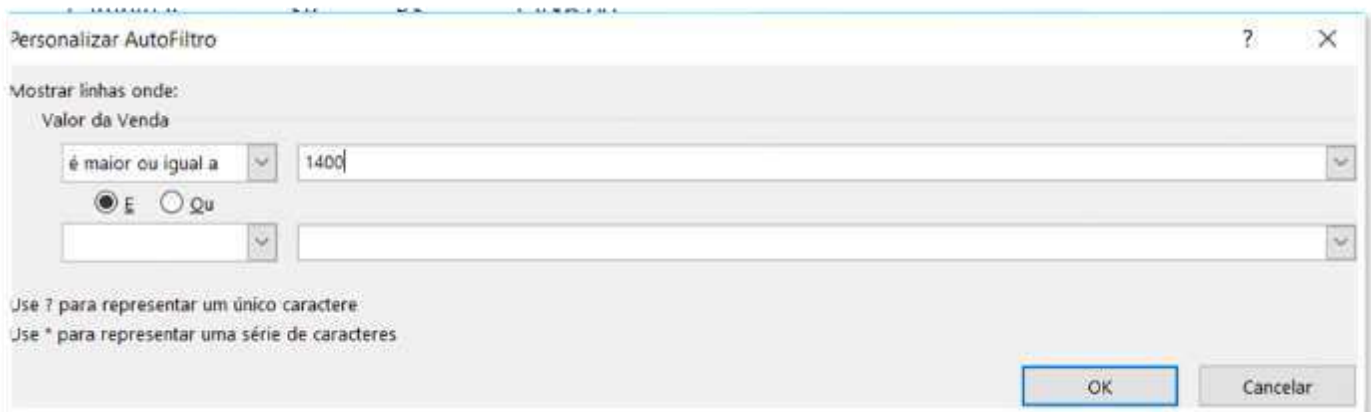 Personalizar AutoFiltro ?
Mostrar linhas onde:
Valor da Venda
é maior ou igual a 1400
E Ou
Use ? para representar um único caractere
Use * para representar uma série de caracteres
OK Cancelar